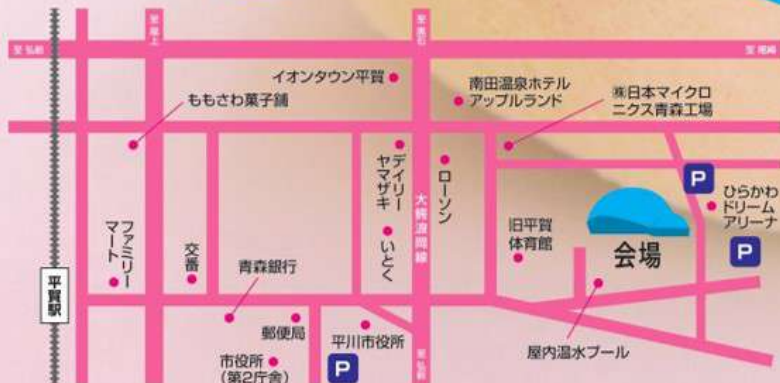 至 尾上
至 黒石
至 弘前
至 尾崎
イオンタウン平賀
南田温泉ホテル
アップルランド
㈱日本マイクロ
ニクス青森工場
ももさわ菓子舗
デイリー
ヤマザキ
ローソン
大鰐浪岡線
いとく
P
ひらかわ
ドリーム
アリーナ
P
旧平賀
体育館
会場
ファミリー
マート
交番
青森銀行
平賀駅
郵便局
平川市役所
屋内温水プール
市役所
(第2庁舎)
P
至 弘前